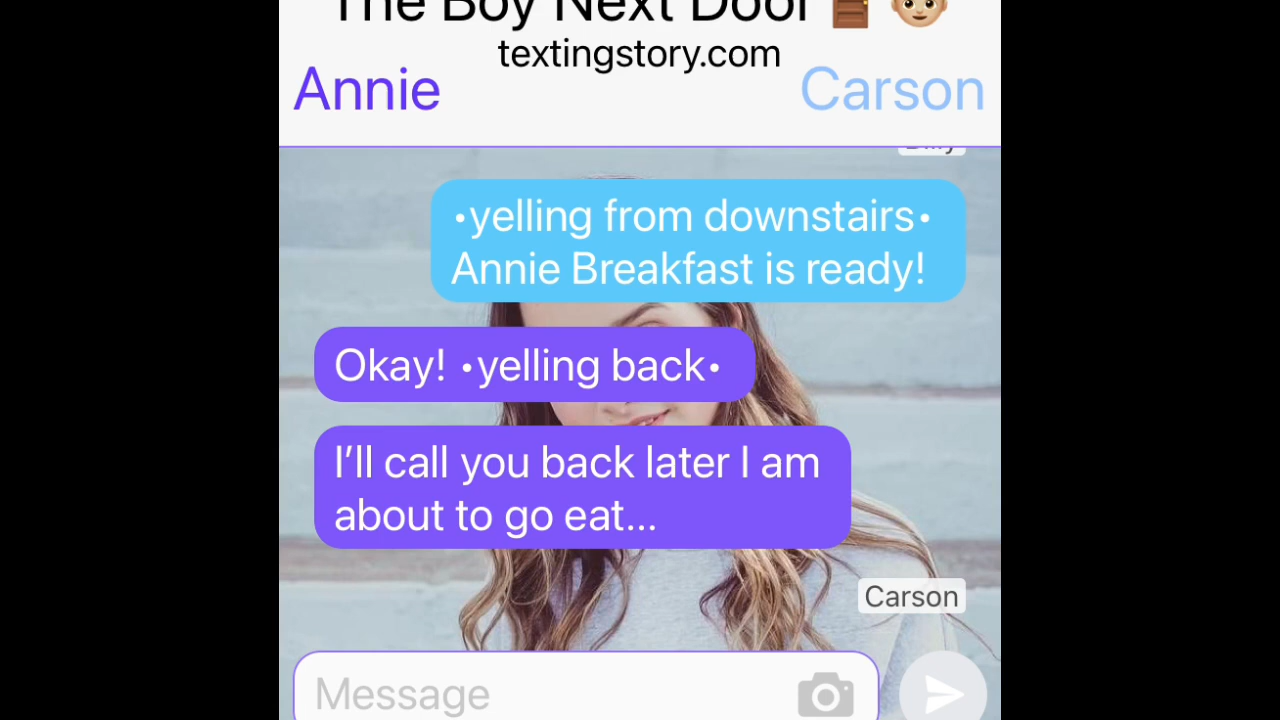 The Boy Next Door
textingstory.com
Annie
Carson
•yelling from downstairs•
Annie Breakfast is ready!
Okay! •yelling back•
I’ll call you back later I am
about to go eat...
Carson
Message